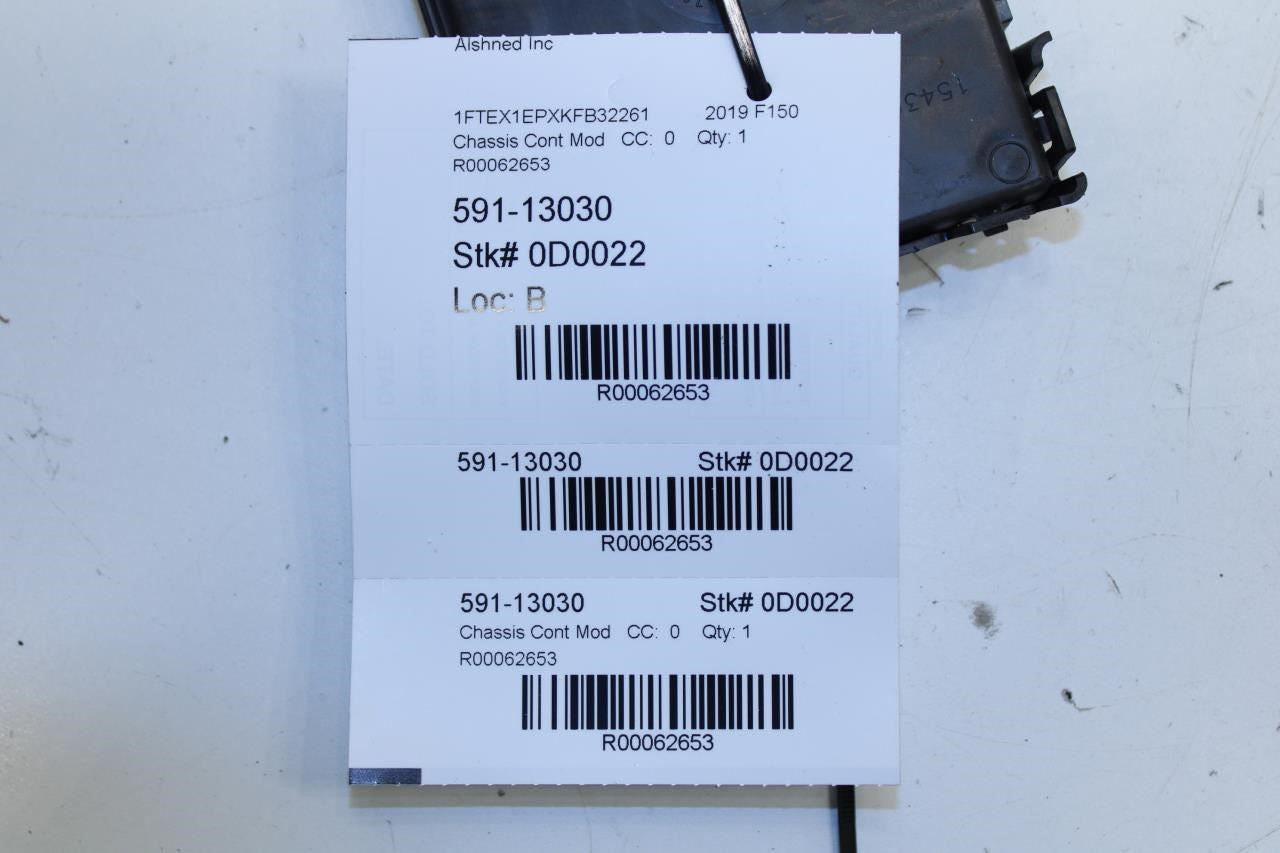 Alshned Inc
1FTEX1EPXKFB32261 2019 F150
Chassis Cont Mod CC: 0 Qty: 1
R00062653
591-13030
Stk# 0D0022
Loc: B
R00062653
591-13030 Stk# 0D0022
R00062653
591-13030 Stk# 0D0022
Chassis Cont Mod CC: 0 Qty: 1
R00062653
R00062653
1543